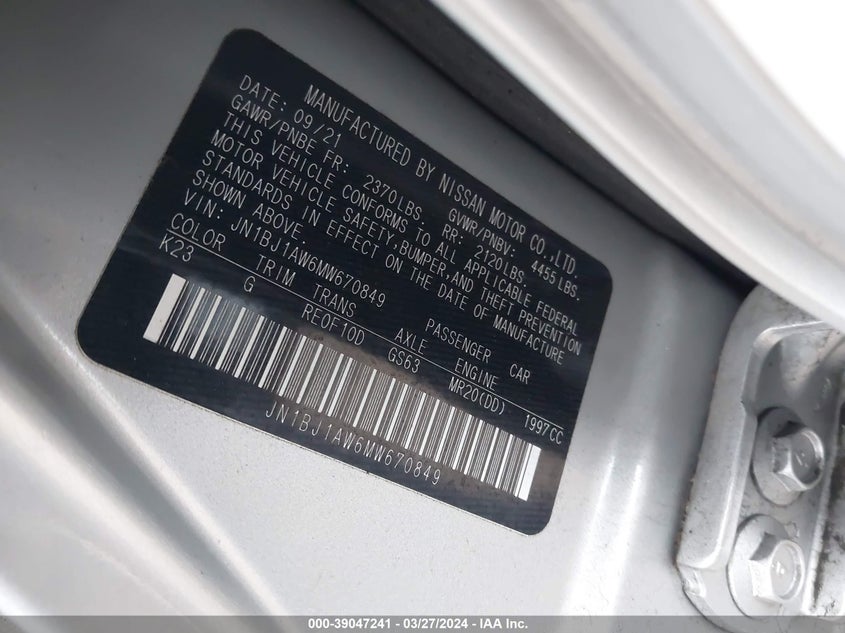 MANUFACTURED BY NISSAN MOTOR CO.,LTD.
DATE: 09/21 GVWR/PNBV: 4455LBS.
GAWR/PNBE FR: 2370LBS. RR: 2120LBS.
THIS VEHICLE CONFORMS TO ALL APPLICABLE FEDERAL
MOTOR VEHICLE SAFETY,BUMPER,AND THEFT PREVENTION
STANDARDS IN EFFECT ON THE DATE OF MANUFACTURE
SHOWN ABOVE.
VIN: JN1BJ1AW6MW670849 PASSENGER CAR
COLOR TRIM TRANS AXLE ENGINE
K23 G RE0F10D GS63 MR20(DD) 1997CC
JN1BJ1AW6MW670849
000-39047241 - 03/27/2024 - IAA Inc.